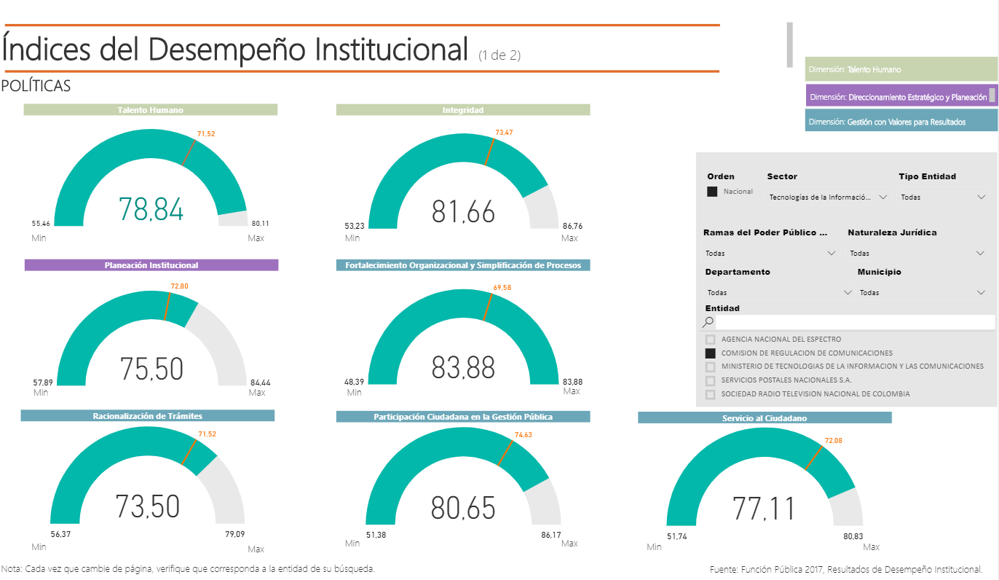 Índices del Desempeño Institucional (1 de 2)
POLÍTICAS
Dimensión: Talento Humano
Dimensión: Direccionamiento Estratégico y Planeación
Dimensión: Gestión con Valores para Resultados
Talento Humano
71,52
78,84
55,46
80,11
Min
Max
Integridad
73,47
81,66
53,23
86,76
Min
Max
Planeación Institucional
72,80
75,50
57,89
84,44
Min
Max
Fortalecimiento Organizacional y Simplificación de Procesos
69,58
83,88
48,39
83,88
Min
Max
Racionalización de Trámites
71,52
73,50
56,37
79,09
Min
Max
Participación Ciudadana en la Gestión Pública
74,63
80,65
51,38
86,17
Min
Max
Servicio al Ciudadano
72,08
77,11
51,74
80,83
Min
Max
Orden
Nacional
Sector
Tecnologías de la Informació...
Tipo Entidad
Todas
Ramas del Poder Público ...
Todas
Naturaleza Jurídica
Todas
Departamento
Todas
Municipio
Todas
Entidad
AGENCIA NACIONAL DEL ESPECTRO
COMISION DE REGULACION DE COMUNICACIONES
MINISTERIO DE TECNOLOGIAS DE LA INFORMACION Y LAS COMUNICACIONES
SERVICIOS POSTALES NACIONALES S.A.
SOCIEDAD RADIO TELEVISION NACIONAL DE COLOMBIA
Nota: Cada vez que cambie de página, verifique que corresponda a la entidad de su búsqueda.
Fuente: Función Pública 2017, Resultados de Desempeño Institucional.